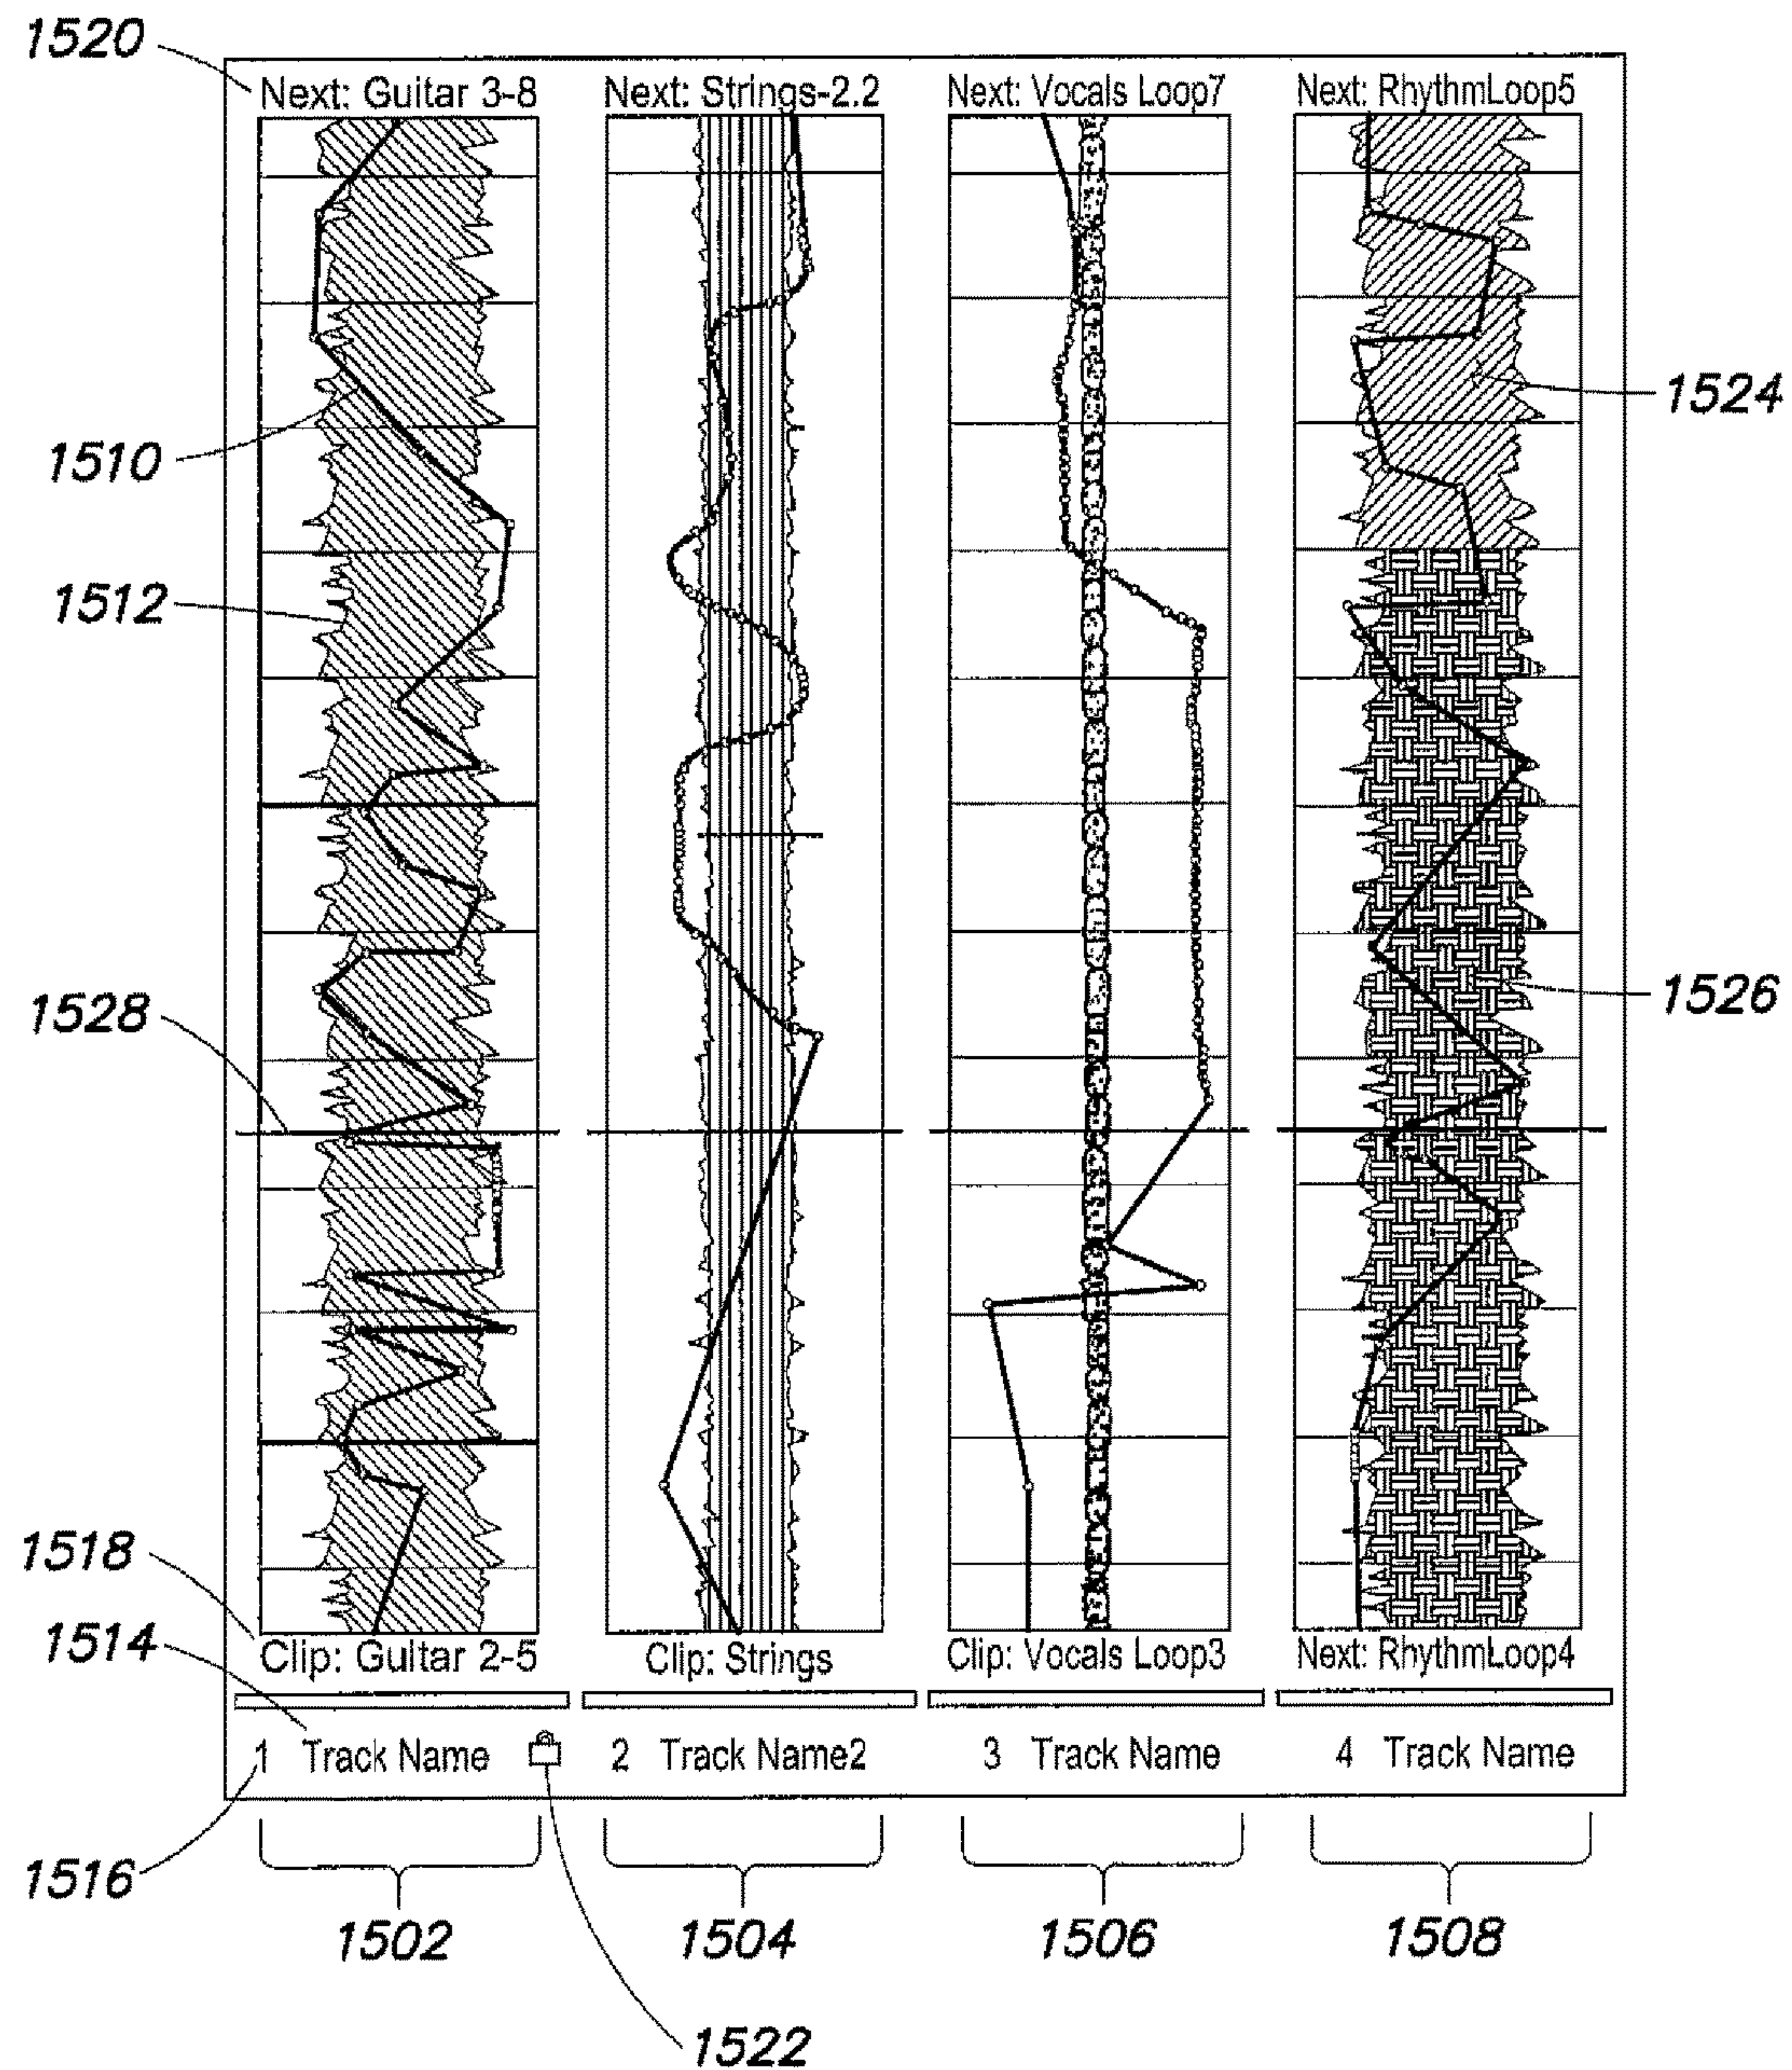 1520
Next: Guitar 3-8
Next: Strings-2.2
Next: Vocals Loop7
Next: RhythmLoop5
1524
1510
1512
1526
1528
1518
Clip: Guitar 2-5
Clip: Strings
Clip: Vocals Loop3
Next: RhythmLoop4
1514
1 Track Name
2 Track Name2
3 Track Name
4 Track Name
1516
1502
1504
1506
1508
1522